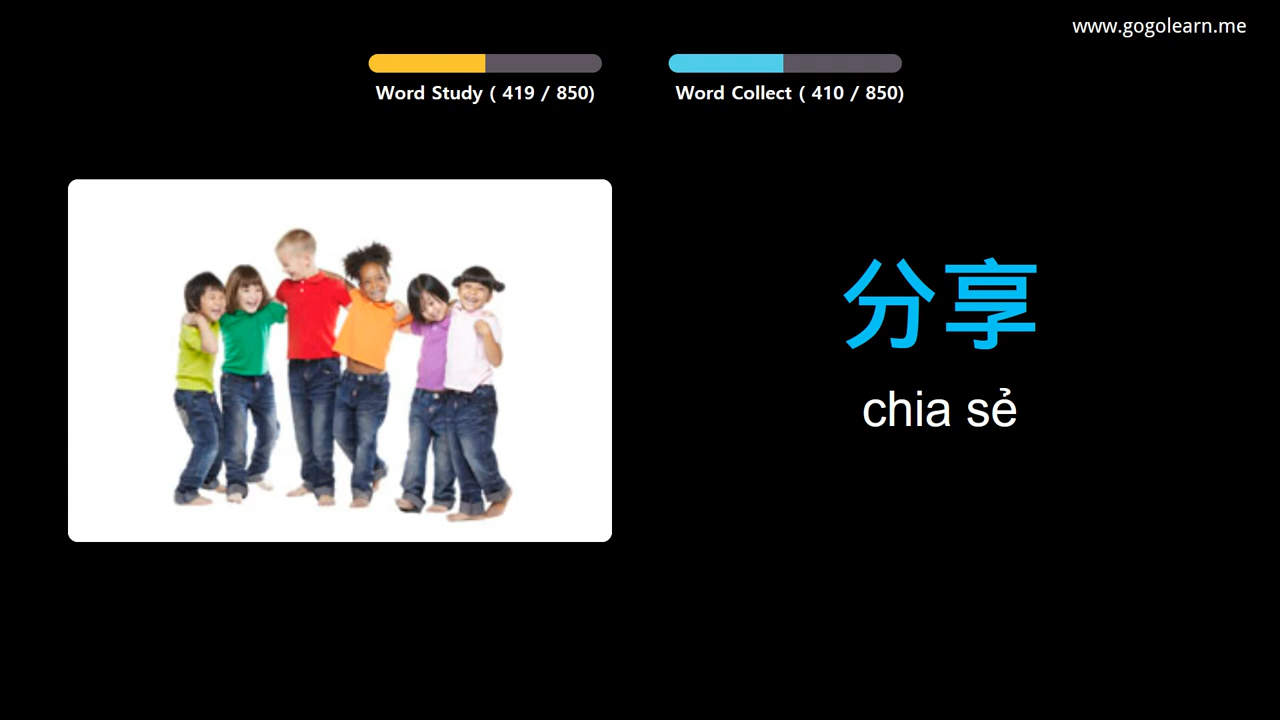 www.gogolearn.me
Word Study ( 419 / 850)
Word Collect ( 410 / 850)
分享
chia sẻ